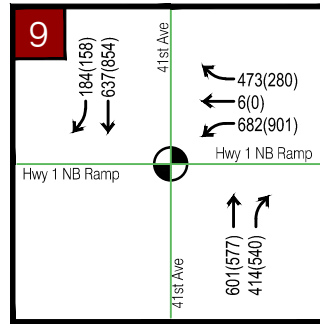 9
184(158)
637(854)
41st Ave
473(280)
6(0)
682(901)
Hwy 1 NB Ramp
Hwy 1 NB Ramp
601(577)
414(540)
41st Ave